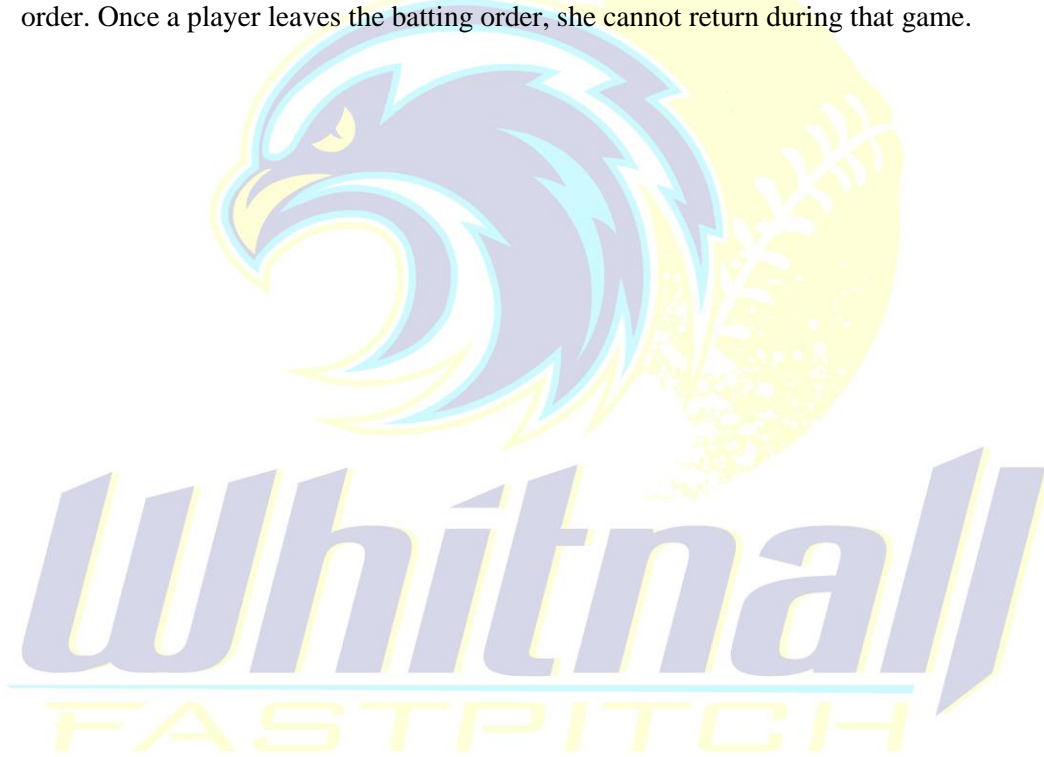 order. Once a player leaves the batting order, she cannot return during that game.
Whitnall
FASTPITCH